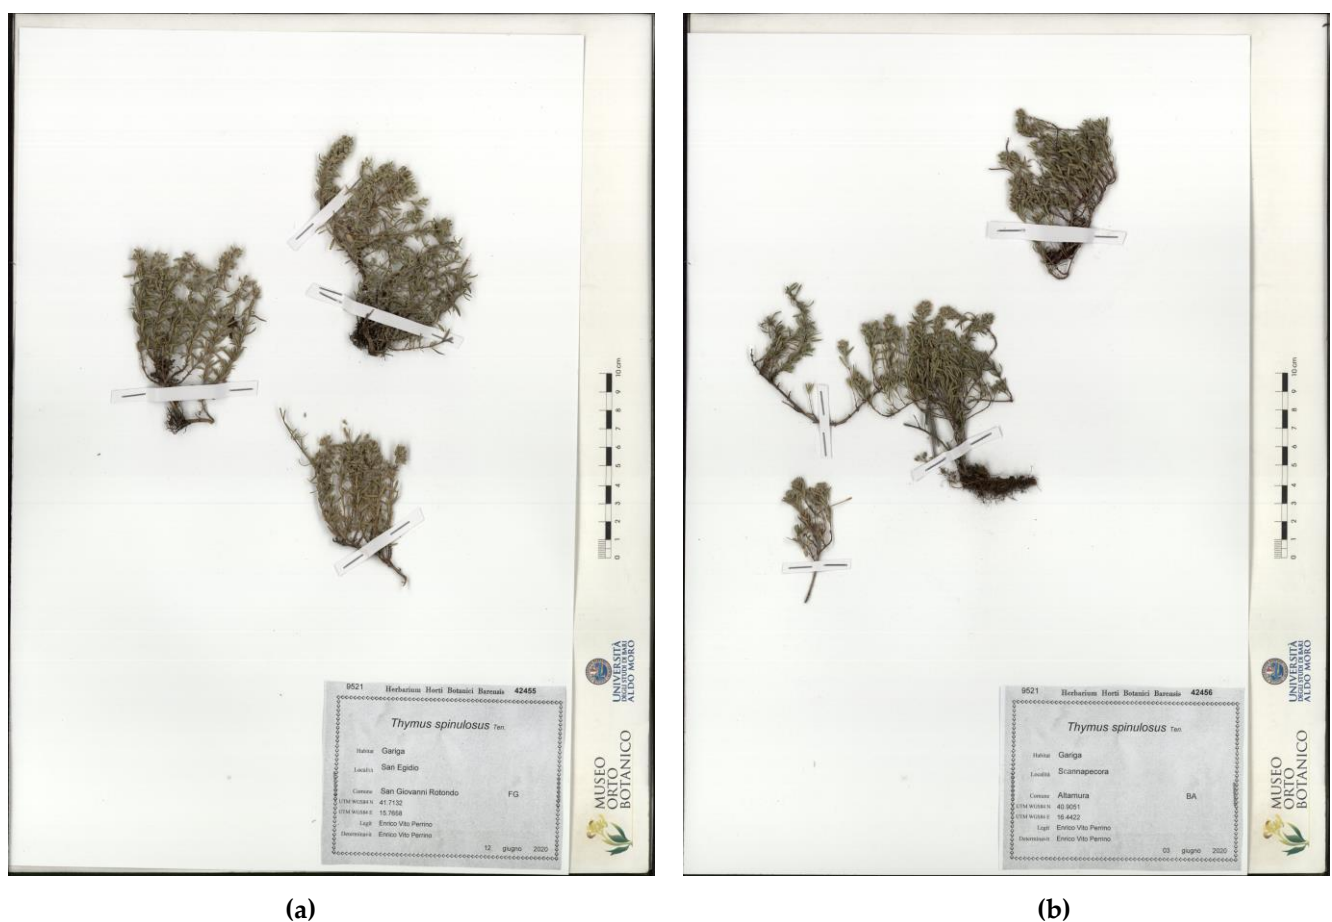 9521 Herbarium Horti Botanici Barensis 42455
Thymus spinulosus Ten.
Habitat Gariga
Località San Egidio
Comune San Giovanni Rotondo FG
UTM WGS84 N 41.7132
UTM WGS84 E 15.7658
Legit Enrico Vito Perrino
Determinavit Enrico Vito Perrino
12 giugno 2020
0 1 2 3 4 5 6 7 8 9 10 cm
UNIVERSITÀ
DEGLI STUDI DI BARI
ALDO MORO
MUSEO
ORTO
BOTANICO
(a)
9521 Herbarium Horti Botanici Barensis 42456
Thymus spinulosus Ten.
Habitat Gariga
Località Scannapecora
Comune Altamura BA
UTM WGS84 N 40.9051
UTM WGS84 E 16.4422
Legit Enrico Vito Perrino
Determinavit Enrico Vito Perrino
03 giugno 2020
0 1 2 3 4 5 6 7 8 9 10 cm
UNIVERSITÀ
DEGLI STUDI DI BARI
ALDO MORO
MUSEO
ORTO
BOTANICO
(b)